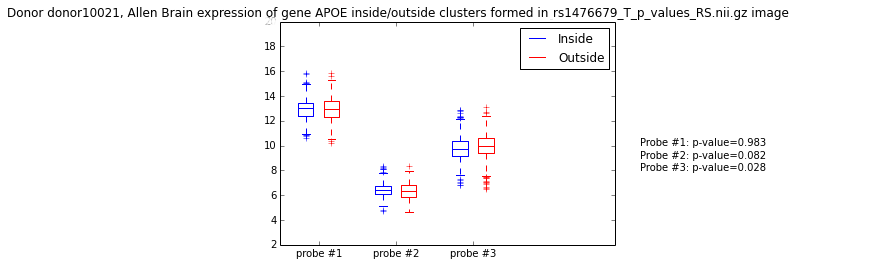 Donor donor10021, Allen Brain expression of gene APOE inside/outside clusters formed in rs1476679_T_p_values_RS.nii.gz image
Inside
Outside
18
16
14
12
10
8
6
4
2
probe #1 probe #2 probe #3
Probe #1: p-value=0.983
Probe #2: p-value=0.082
Probe #3: p-value=0.028